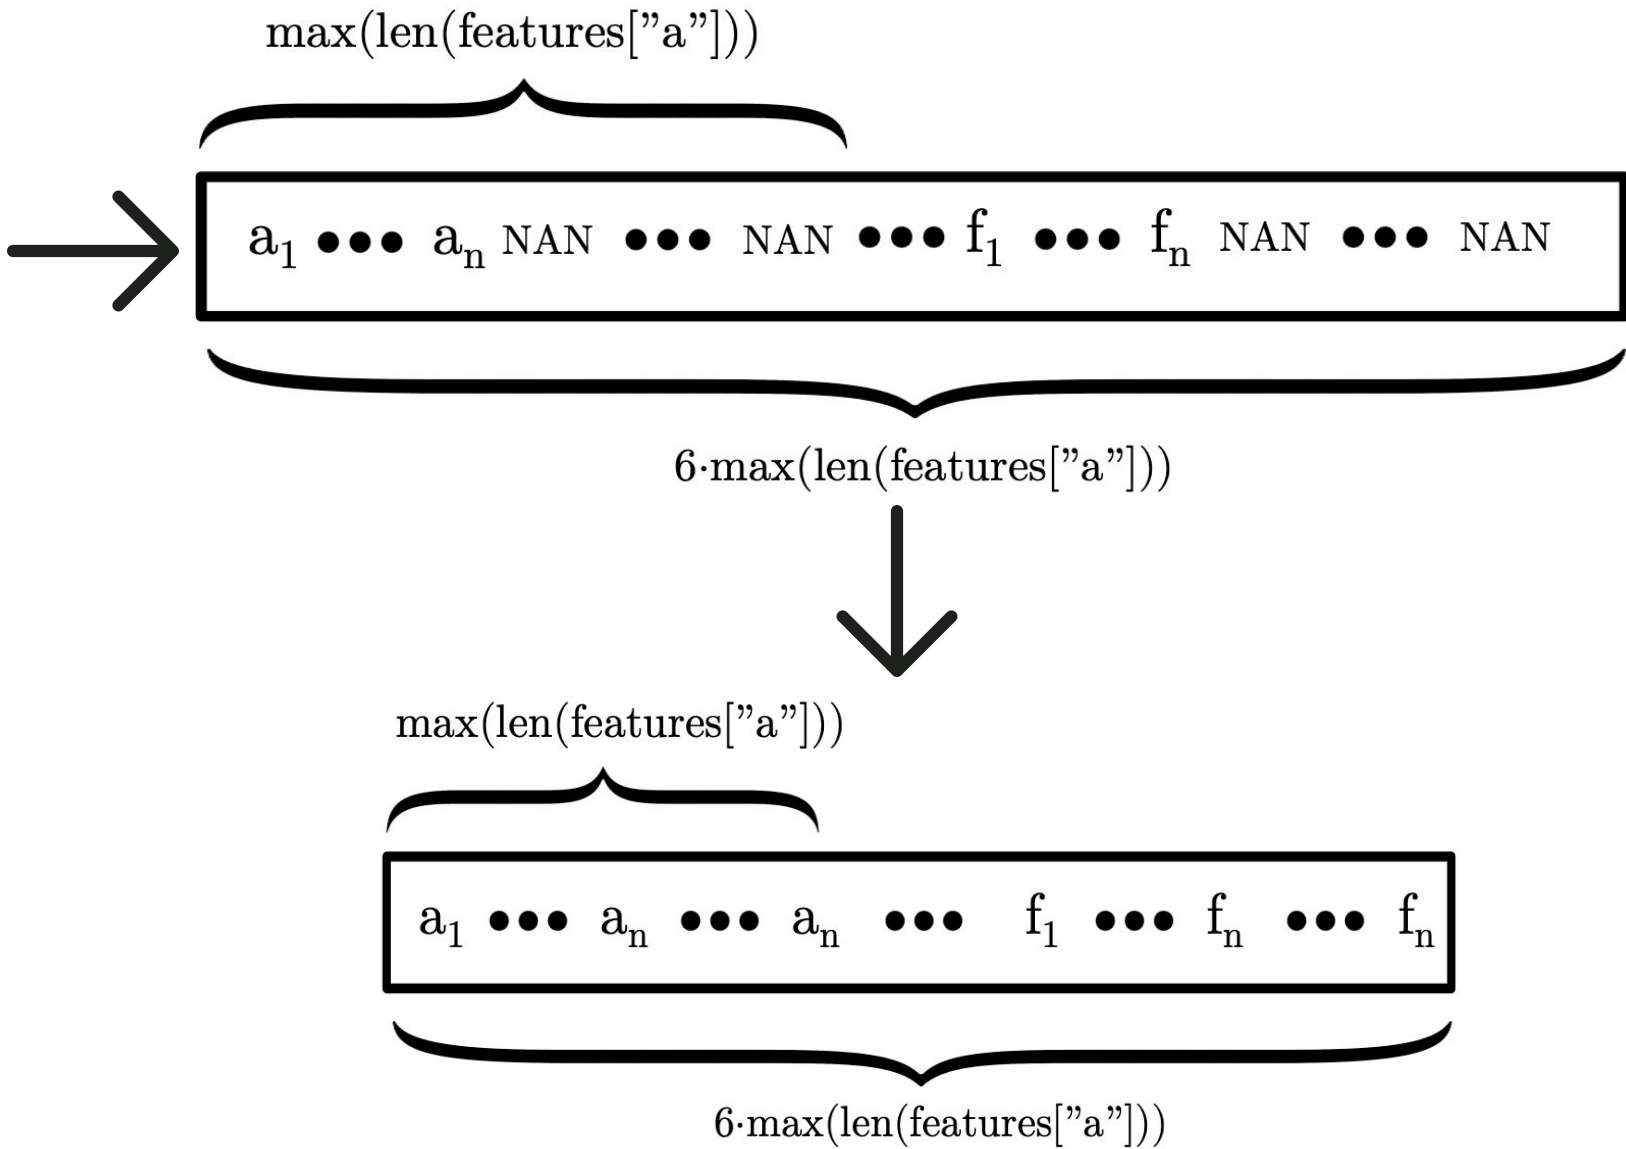 max(len(features["a"]))
a1 ●●● an NAN ●●● NAN ●●● f1 ●●● fn NAN ●●● NAN
6·max(len(features["a"]))
max(len(features["a"]))
a1 ●●● an ●●● an ●●● f1 ●●● fn ●●● fn
6·max(len(features["a"]))